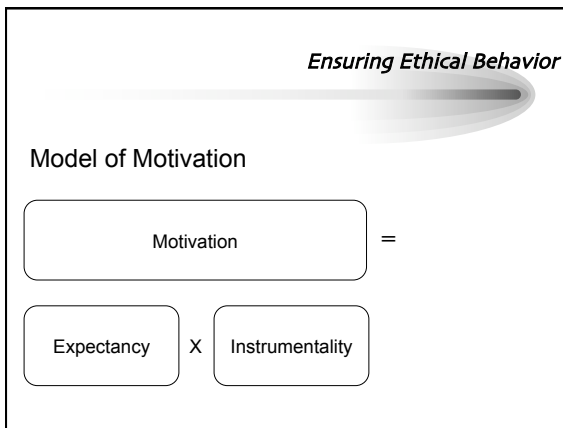 Ensuring Ethical Behavior
Model of Motivation
Motivation =
Expectancy X Instrumentality